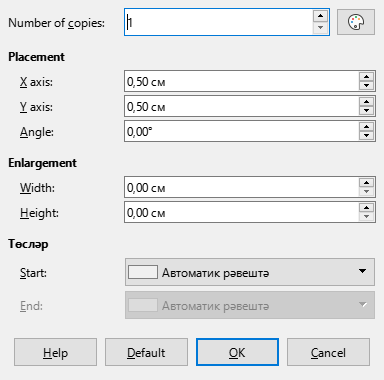 Number of copies: 1
Placement
X axis: 0,50 см
Y axis: 0,50 см
Angle: 0,00°
Enlargement
Width: 0,00 см
Height: 0,00 см
Төсләр
Start: Автоматик рәвештә
End: Автоматик рәвештә
Help Default OK Cancel